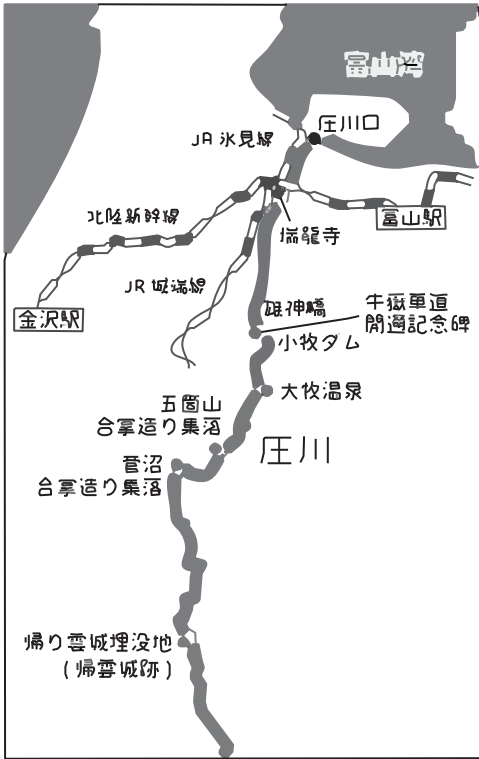 富山湾
庄川口
JR 氷見線
北陸新幹線
富山駅
瑞龍寺
JR 城端線
金沢駅
雄神橋
牛嶽車道
開通記念碑
小牧ダム
大牧温泉
五箇山
合掌造り集落
庄川
菅沼
合掌造り集落
帰り雲城埋没地
(帰雲城跡)